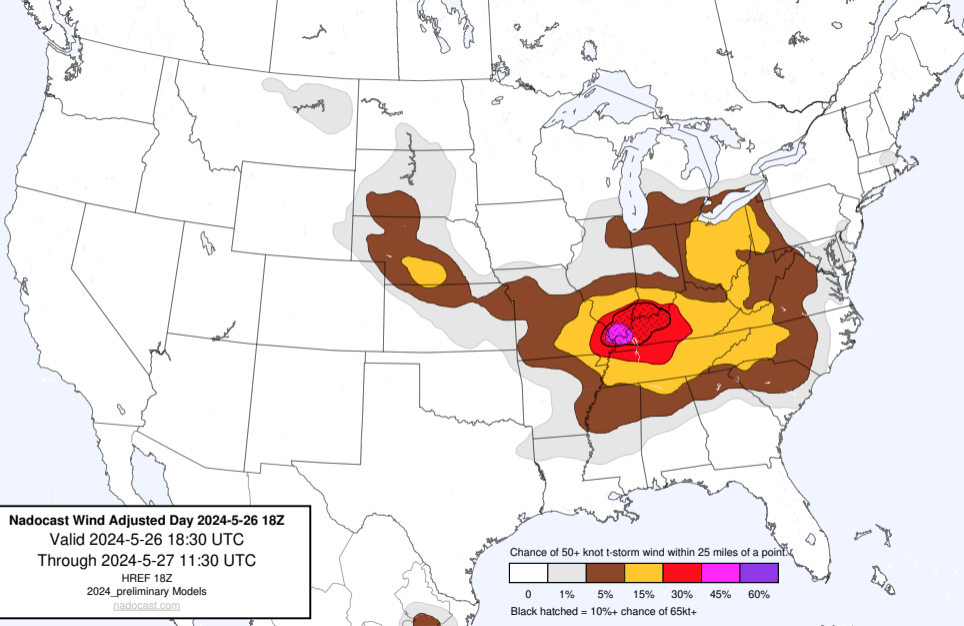 Nadocast Wind Adjusted Day 2024-5-26 18Z
Valid 2024-5-26 18:30 UTC
Through 2024-5-27 11:30 UTC
HREF 18Z
2024_preliminary Models
nadocast.com
Chance of 50+ knot t-storm wind within 25 miles of a point.
0 1% 5% 15% 30% 45% 60%
Black hatched = 10%+ chance of 65kt+